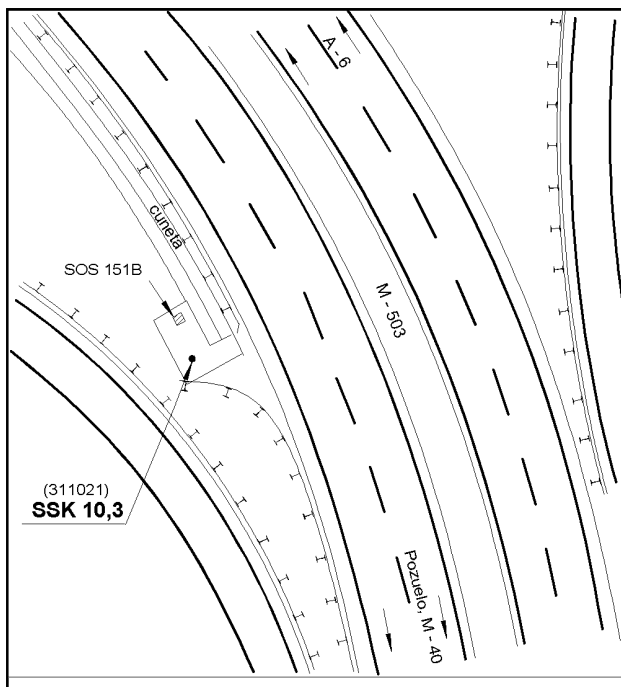 A - 6
cuneta
SOS 151B
M - 503
(311021)
SSK 10,3
Pozuelo, M - 40